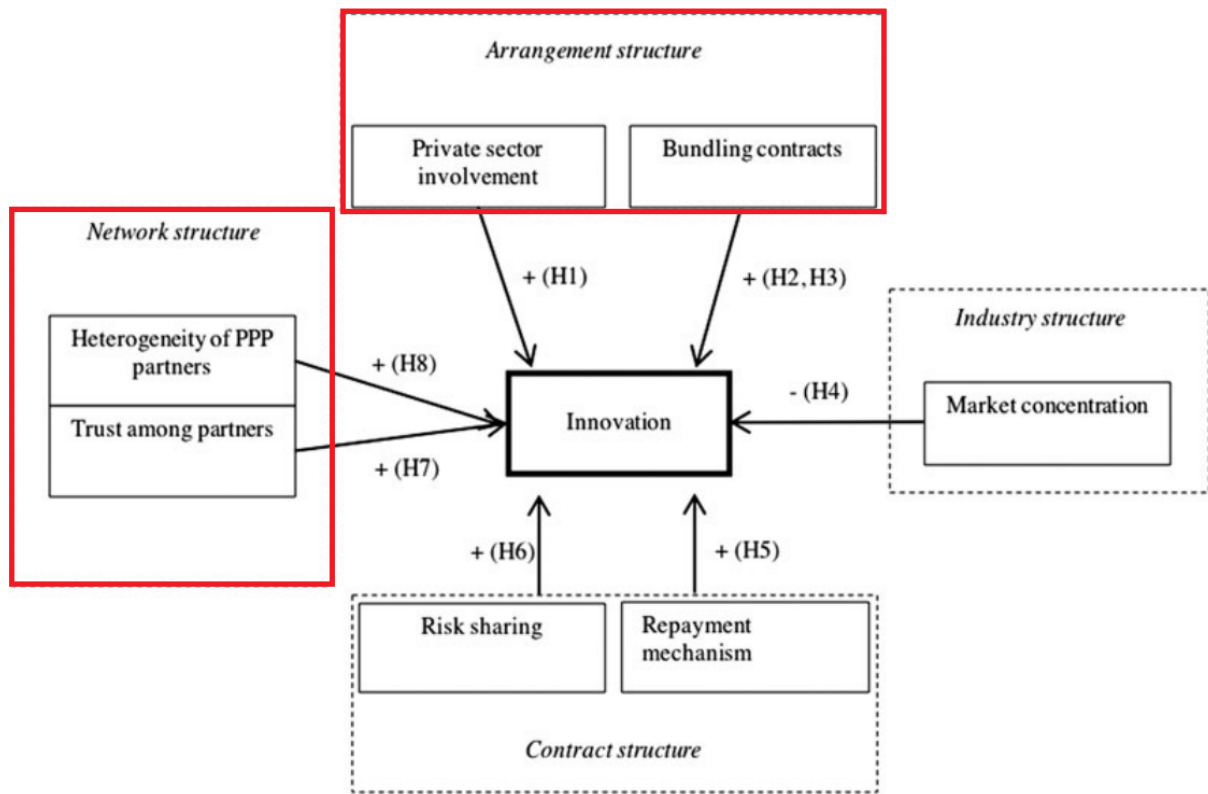 Arrangement structure
Private sector
involvement
Bundling contracts
Network structure
+ (H1)
+ (H2, H3)
Industry structure
Heterogeneity of PPP
partners
+ (H8)
Trust among partners
+ (H7)
Innovation
- (H4)
Market concentration
+ (H6)
+ (H5)
Risk sharing
Repayment
mechanism
Contract structure